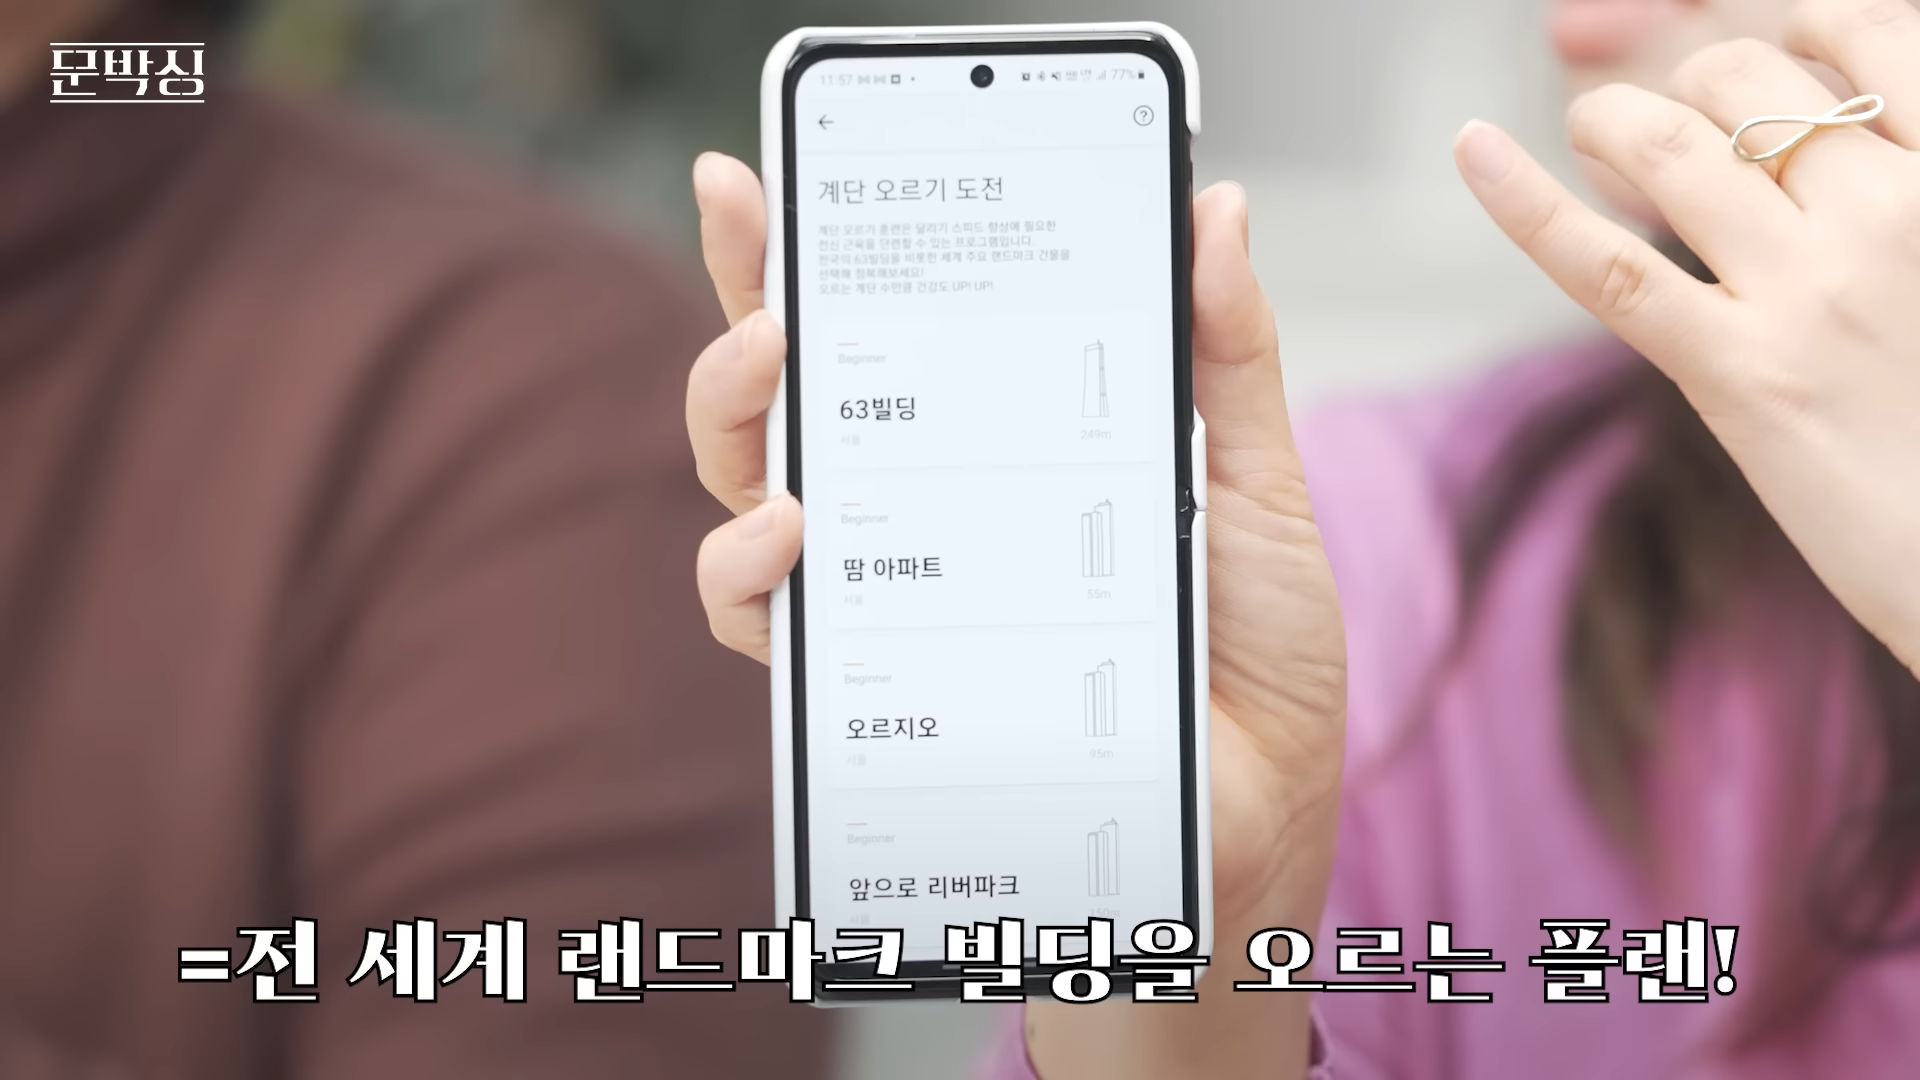 문박싱
11:57
77%
계단 오르기 도전
계단 오르기 훈련은 달리기 스피드 향상에 필요한
전신 근육을 단련할 수 있는 프로그램입니다.
한국의 63빌딩을 비롯한 세계 주요 랜드마크 건물을
선택해 정복해보세요!
오르는 계단 수만큼 건강도 UP! UP!
Beginner
63빌딩
서울
249m
Beginner
땀 아파트
서울
55m
Beginner
오르지오
서울
95m
Beginner
앞으로 리버파크
서울
150m
=전 세계 랜드마크 빌딩을 오르는 플랜!